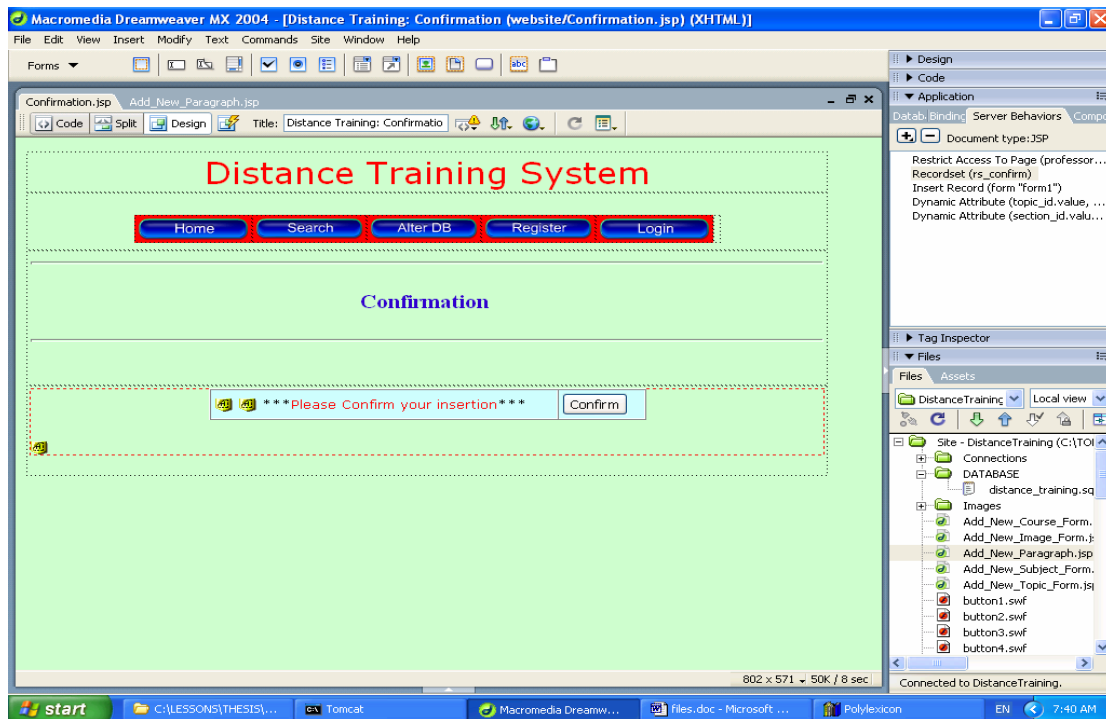 Macromedia Dreamweaver MX 2004 - [Distance Training: Confirmation (website/Confirmation.jsp) (XHTML)]
File Edit View Insert Modify Text Commands Site Window Help
Forms
Confirmation.jsp Add_New_Paragraph.jsp
Code Split Design Title: Distance Training: Confirmatio
Distance Training System
Home Search Alter DB Register Login
Confirmation
***Please Confirm your insertion*** Confirm
802 x 571 50K / 8 sec
Design
Code
Application
Datab Binding Server Behaviors Compo
Document type:JSP
Restrict Access To Page (professor...
Recordset (rs_confirm)
Insert Record (form "form1")
Dynamic Attribute (topic_id.value, ...
Dynamic Attribute (section_id.valu...
Tag Inspector
Files
Files Assets
DistanceTraining Local view
Site - DistanceTraining (C:\TO
Connections
DATABASE
distance_training.sq
Images
Add_New_Course_Form.
Add_New_Image_Form.j
Add_New_Paragraph.jsp
Add_New_Subject_Form.
Add_New_Topic_Form.js
button1.swf
button2.swf
button3.swf
button4.swf
Connected to DistanceTraining.
start C:\LESSONS\THESIS\... Tomcat Macromedia Dreamw... files.doc - Microsoft ... Polylexicon EN 7:40 AM